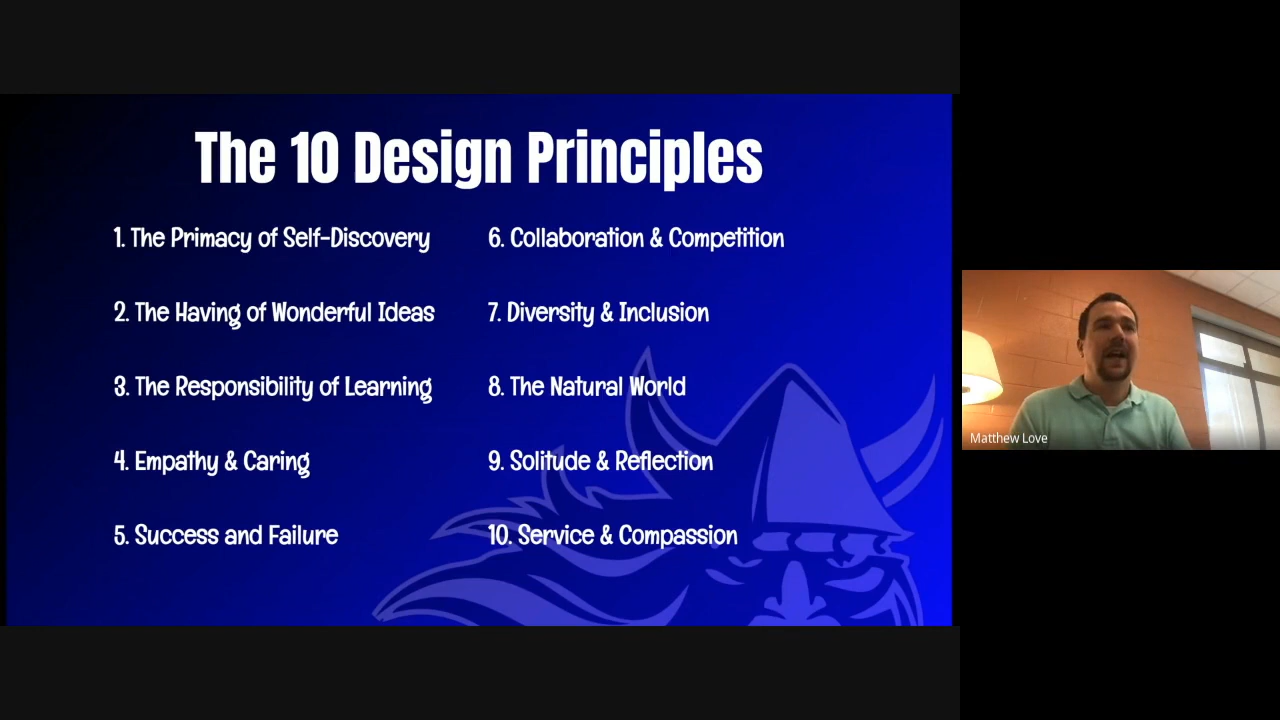 The 10 Design Principles
1. The Primacy of Self-Discovery
2. The Having of Wonderful Ideas
3. The Responsibility of Learning
4. Empathy & Caring
5. Success and Failure
6. Collaboration & Competition
7. Diversity & Inclusion
8. The Natural World
9. Solitude & Reflection
10. Service & Compassion
Matthew Love